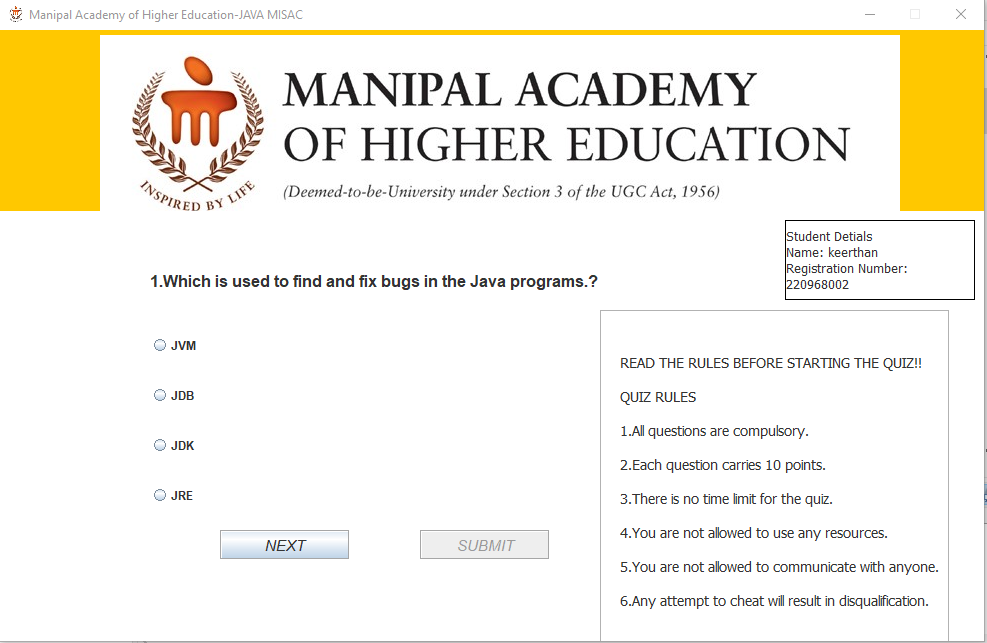 Manipal Academy of Higher Education-JAVA MISAC
MANIPAL ACADEMY
OF HIGHER EDUCATION
(Deemed-to-be-University under Section 3 of the UGC Act, 1956)
INSPIRED BY LIFE
Student Detials
Name: keerthan
Registration Number:
220968002
1.Which is used to find and fix bugs in the Java programs.?
JVM
JDB
JDK
JRE
NEXT
SUBMIT
READ THE RULES BEFORE STARTING THE QUIZ!!
QUIZ RULES
1.All questions are compulsory.
2.Each question carries 10 points.
3.There is no time limit for the quiz.
4.You are not allowed to use any resources.
5.You are not allowed to communicate with anyone.
6.Any attempt to cheat will result in disqualification.